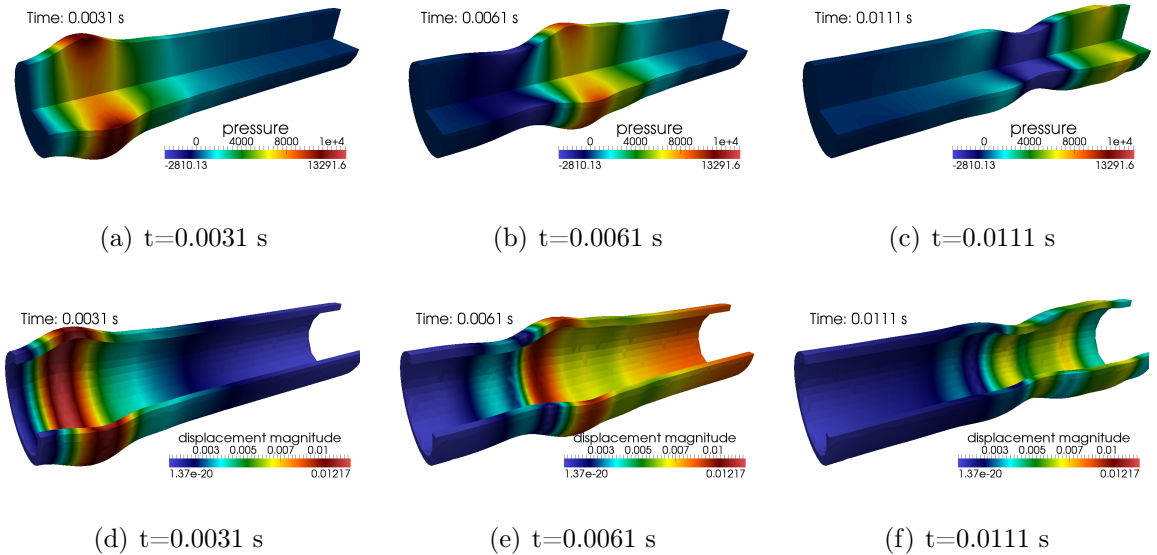 Time: 0.0031 s
pressure
0 4000 8000 1e+4
-2810.13 13291.6
(a) t=0.0031 s
Time: 0.0061 s
pressure
0 4000 8000 1e+4
-2810.13 13291.6
(b) t=0.0061 s
Time: 0.0111 s
pressure
0 4000 8000 1e+4
-2810.13 13291.6
(c) t=0.0111 s
Time: 0.0031 s
displacement magnitude
0.003 0.005 0.007 0.01
1.37e-20 0.01217
(d) t=0.0031 s
Time: 0.0061 s
displacement magnitude
0.003 0.005 0.007 0.01
1.37e-20 0.01217
(e) t=0.0061 s
Time: 0.0111 s
displacement magnitude
0.003 0.005 0.007 0.01
1.37e-20 0.01217
(f) t=0.0111 s